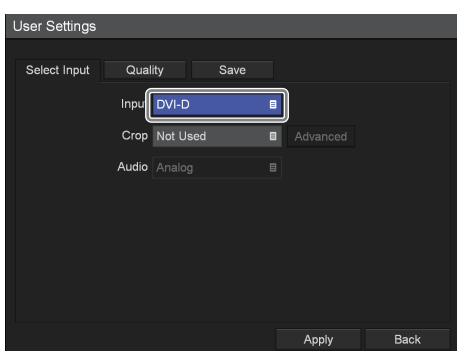 User Settings
Select Input Quality Save
Input DVI-D
Crop Not Used Advanced
Audio Analog
Apply Back